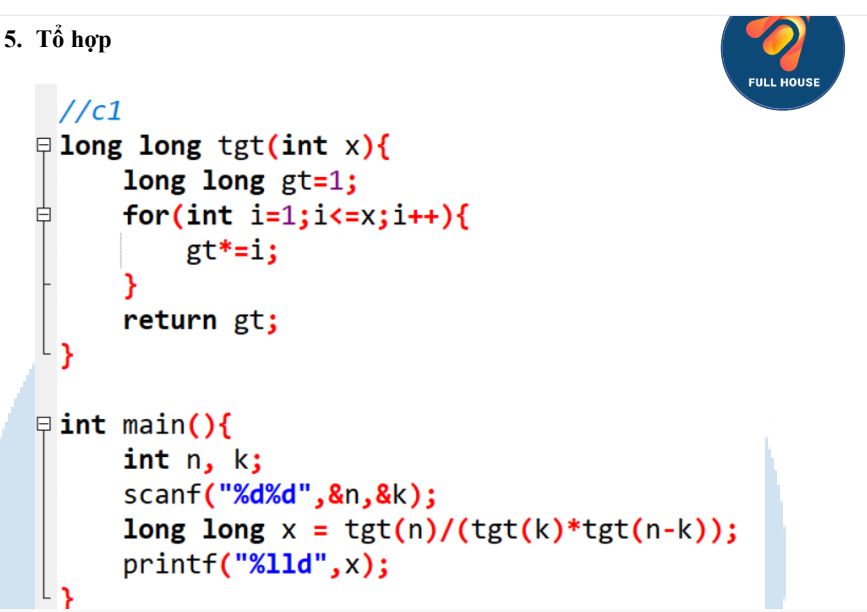 5. Tổ hợp
FULL HOUSE
//c1
long long tgt(int x){
long long gt=1;
for(int i=1;i<=x;i++){
gt*=i;
}
return gt;
}
int main(){
int n, k;
scanf("%d%d",&n,&k);
long long x = tgt(n)/(tgt(k)*tgt(n-k));
printf("%lld",x);
}